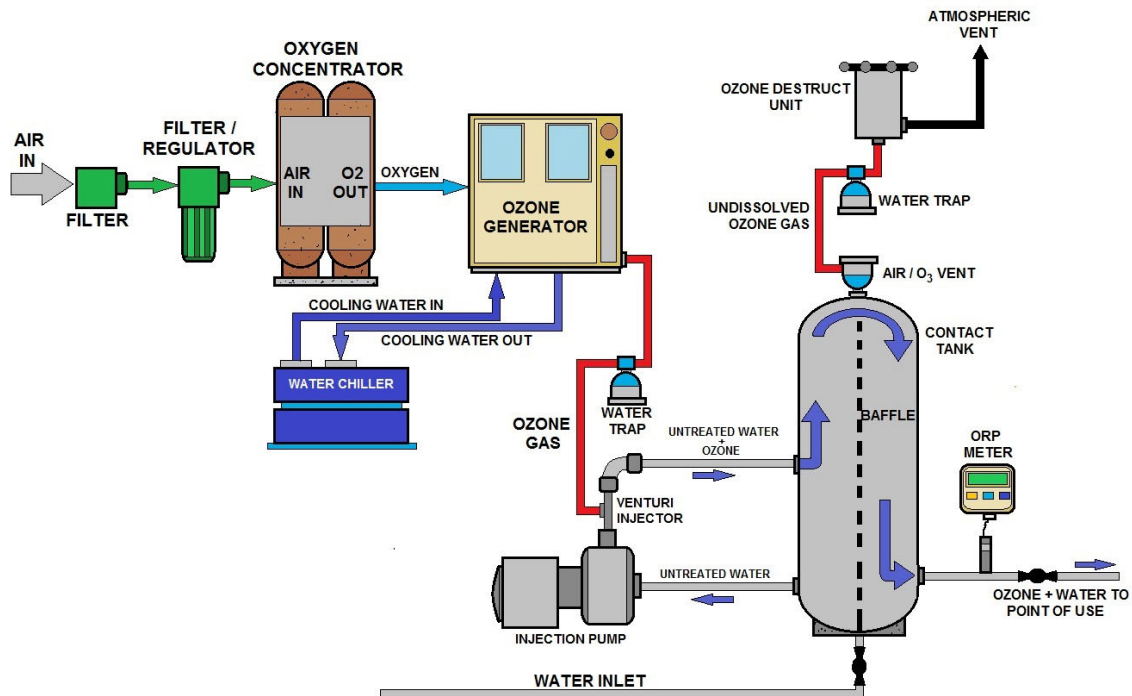 ATMOSPHERIC
VENT
OXYGEN
CONCENTRATOR
OZONE DESTRUCT
UNIT
FILTER /
REGULATOR
AIR
IN
FILTER
AIR
IN
O2
OUT
OXYGEN
OZONE
GENERATOR
WATER TRAP
UNDISSOLVED
OZONE GAS
AIR / O3 VENT
COOLING WATER IN
COOLING WATER OUT
WATER CHILLER
CONTACT
TANK
WATER
TRAP
OZONE
GAS
UNTREATED WATER
+
OZONE
BAFFLE
ORP
METER
VENTURI
INJECTOR
UNTREATED WATER
OZONE + WATER TO
POINT OF USE
INJECTION PUMP
WATER INLET